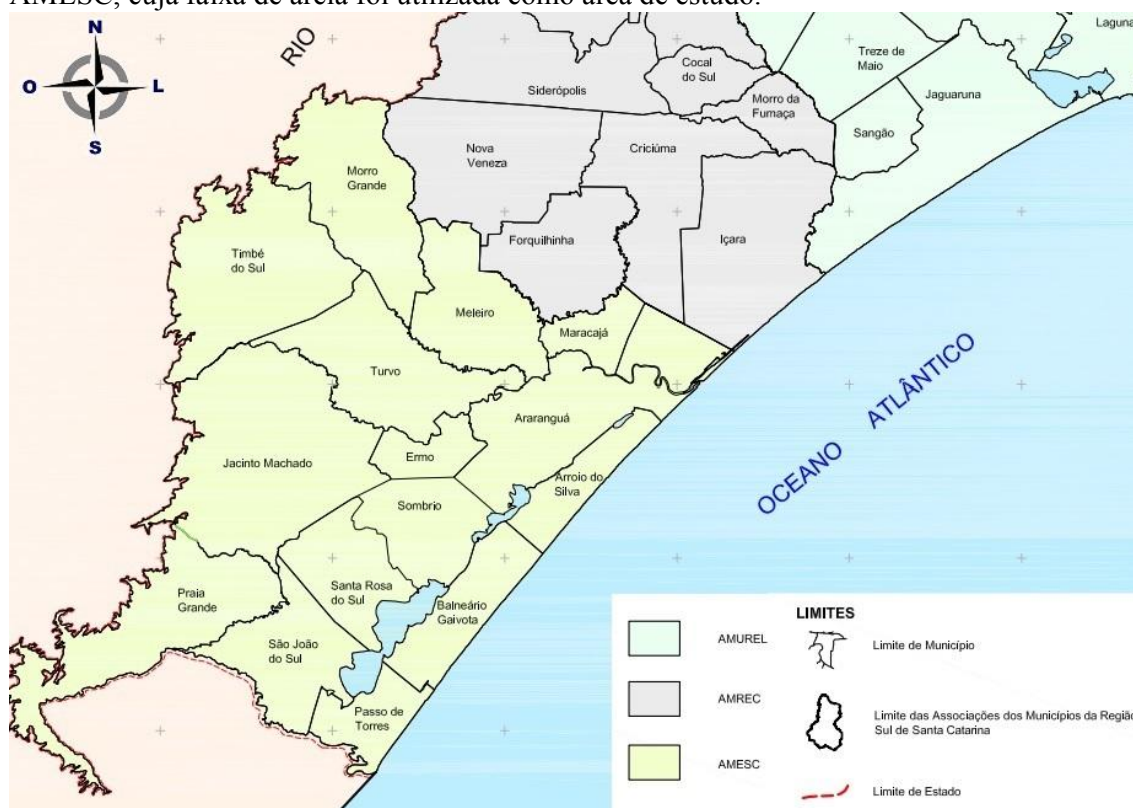 AMESC, cuja faixa de areia foi utilizada como área de estudo.
N
O
L
S
RIO
Laguna
Treze de
Maio
Cocal
do Sul
Siderópolis
Jaguaruna
Morro da
Fumaça
Sangão
Nova
Veneza
Criciúma
Morro
Grande
Içara
Forquilhinha
Timbé
do Sul
Meleiro
Maracajá
Turvo
OCEANO ATLÂNTICO
Araranguá
Ermo
Jacinto Machado
Arroio do
Silva
Sombrio
Praia
Grande
Santa Rosa
do Sul
Balneário
Gaivota
São João
do Sul
Passo de
Torres
LIMITES
AMUREL
Limite de Município
AMREC
Limite das Associações dos Municípios da Região
Sul de Santa Catarina
AMESC
Limite de Estado